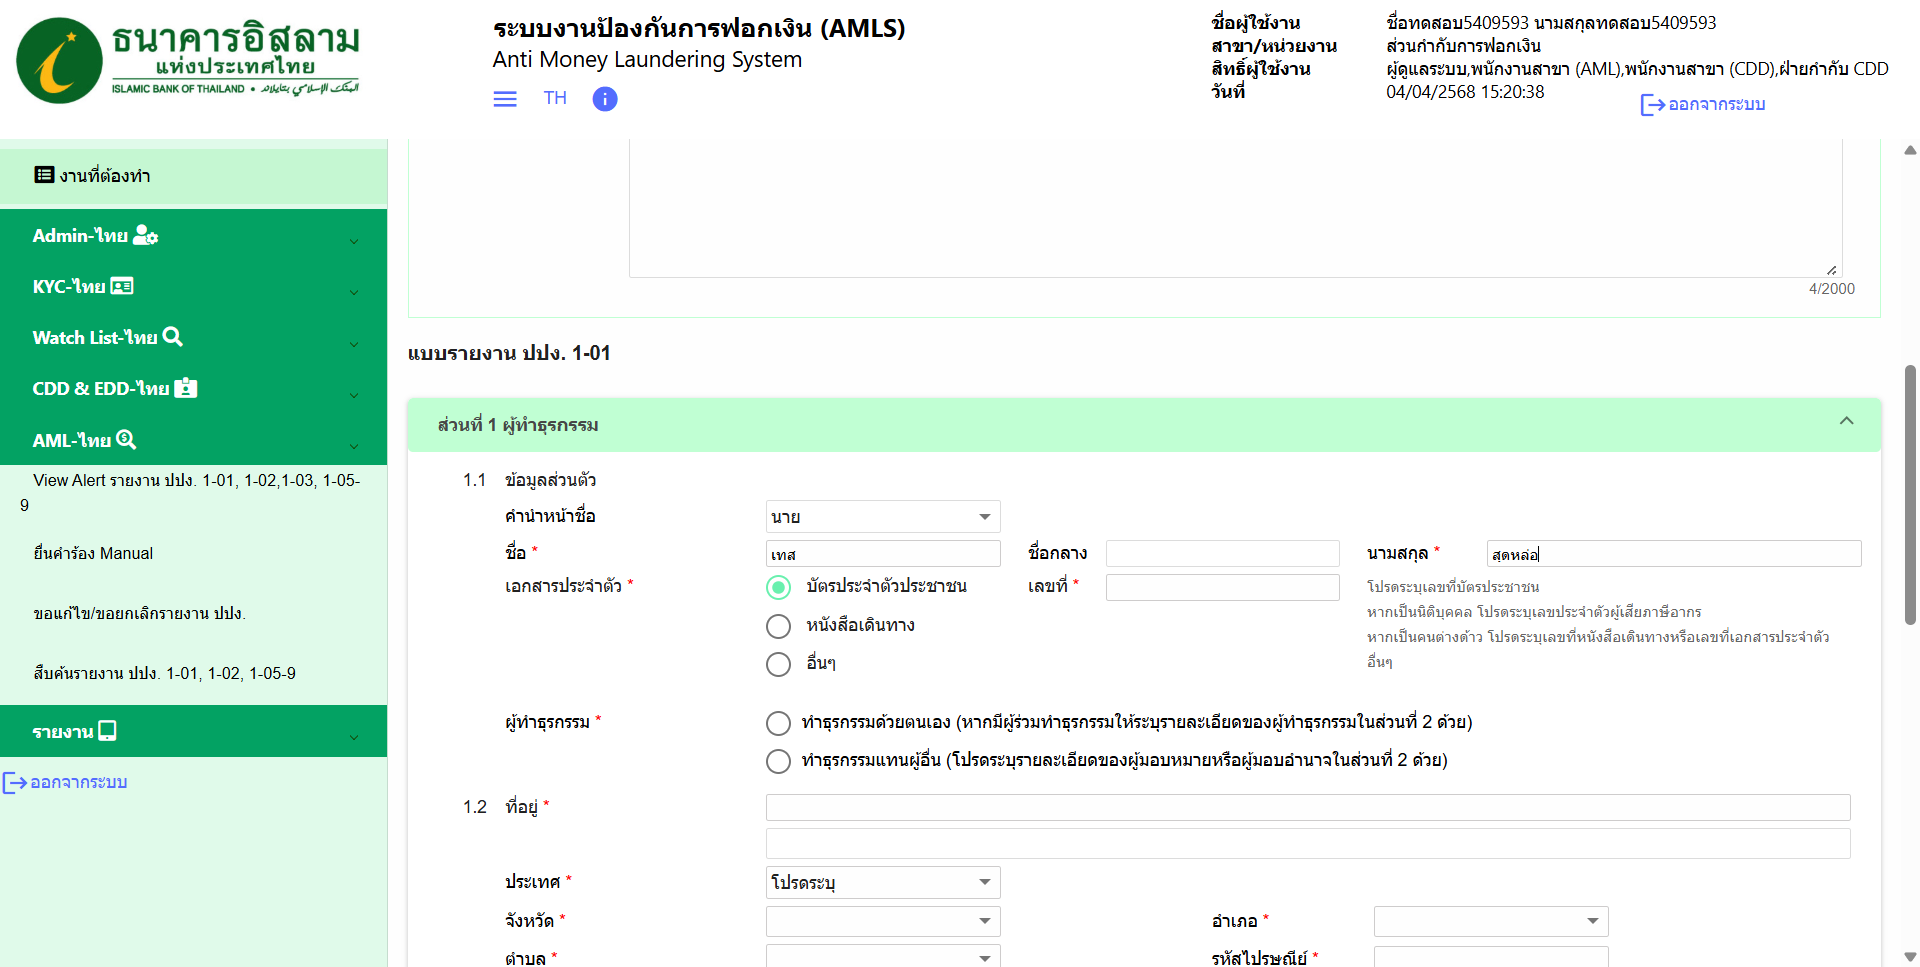 ธนาคารอิสลาม
แห่งประเทศไทย
ISLAMIC BANK OF THAILAND •
ระบบงานป้องกันการฟอกเงิน (AMLS)
Anti Money Laundering System
TH
ชื่อผู้ใช้งาน ชื่อทดสอบ5409593 นามสกุลทดสอบ5409593
สาขา/หน่วยงาน ส่วนกำกับการฟอกเงิน
สิทธิ์ผู้ใช้งาน ผู้ดูแลระบบ,พนักงานสาขา (AML),พนักงานสาขา (CDD),ฝ่ายกำกับ CDD
วันที่ 04/04/2568 15:20:38
ออกจากระบบ
งานที่ต้องทำ
Admin-ไทย
KYC-ไทย
Watch List-ไทย
CDD & EDD-ไทย
AML-ไทย
View Alert รายงาน ปปง. 1-01, 1-02,1-03, 1-05-
9
ยื่นคำร้อง Manual
ขอแก้ไข/ขอยกเลิกรายงาน ปปง.
สืบค้นรายงาน ปปง. 1-01, 1-02, 1-05-9
รายงาน
ออกจากระบบ
4/2000
แบบรายงาน ปปง. 1-01
ส่วนที่ 1 ผู้ทำธุรกรรม
1.1 ข้อมูลส่วนตัว
คำนำหน้าชื่อ นาย
ชื่อ * เทส ชื่อกลาง นามสกุล * สุดหล่อ
เอกสารประจำตัว * บัตรประจำตัวประชาชน เลขที่ * โปรดระบุเลขที่บัตรประชาชน
หากเป็นนิติบุคคล โปรดระบุเลขประจำตัวผู้เสียภาษีอากร
หนังสือเดินทาง หากเป็นคนต่างด้าว โปรดระบุเลขที่หนังสือเดินทางหรือเลขที่เอกสารประจำตัว
อื่นๆ อื่นๆ
ผู้ทำธุรกรรม * ทำธุรกรรมด้วยตนเอง (หากมีผู้ร่วมทำธุรกรรมให้ระบุรายละเอียดของผู้ทำธุรกรรมในส่วนที่ 2 ด้วย)
ทำธุรกรรมแทนผู้อื่น (โปรดระบุรายละเอียดของผู้มอบหมายหรือผู้มอบอำนาจในส่วนที่ 2 ด้วย)
1.2 ที่อยู่ *
ประเทศ * โปรดระบุ
จังหวัด * อำเภอ *
ตำบล * รหัสไปรษณีย์ *